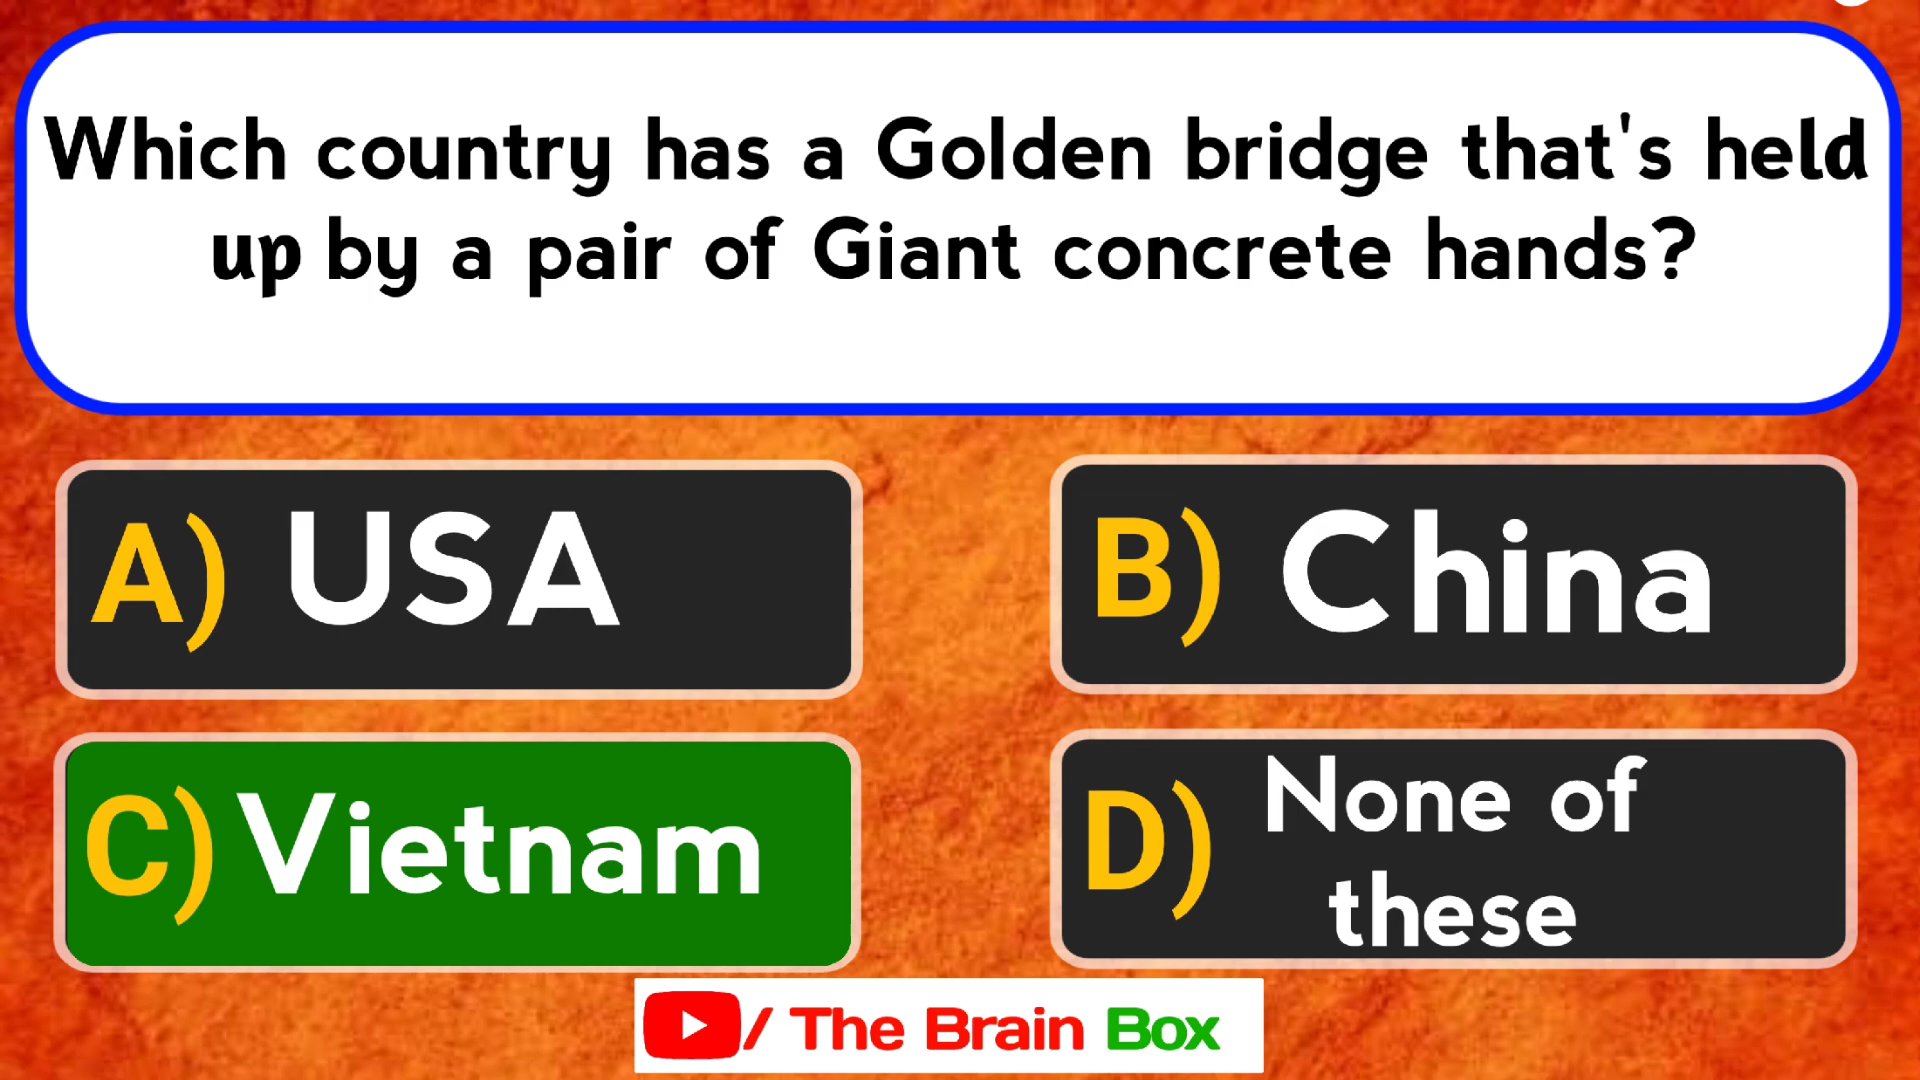 Which country has a Golden bridge that's held
up by a pair of Giant concrete hands?
A) USA
B) China
C) Vietnam
D) None of
these
/ The Brain Box